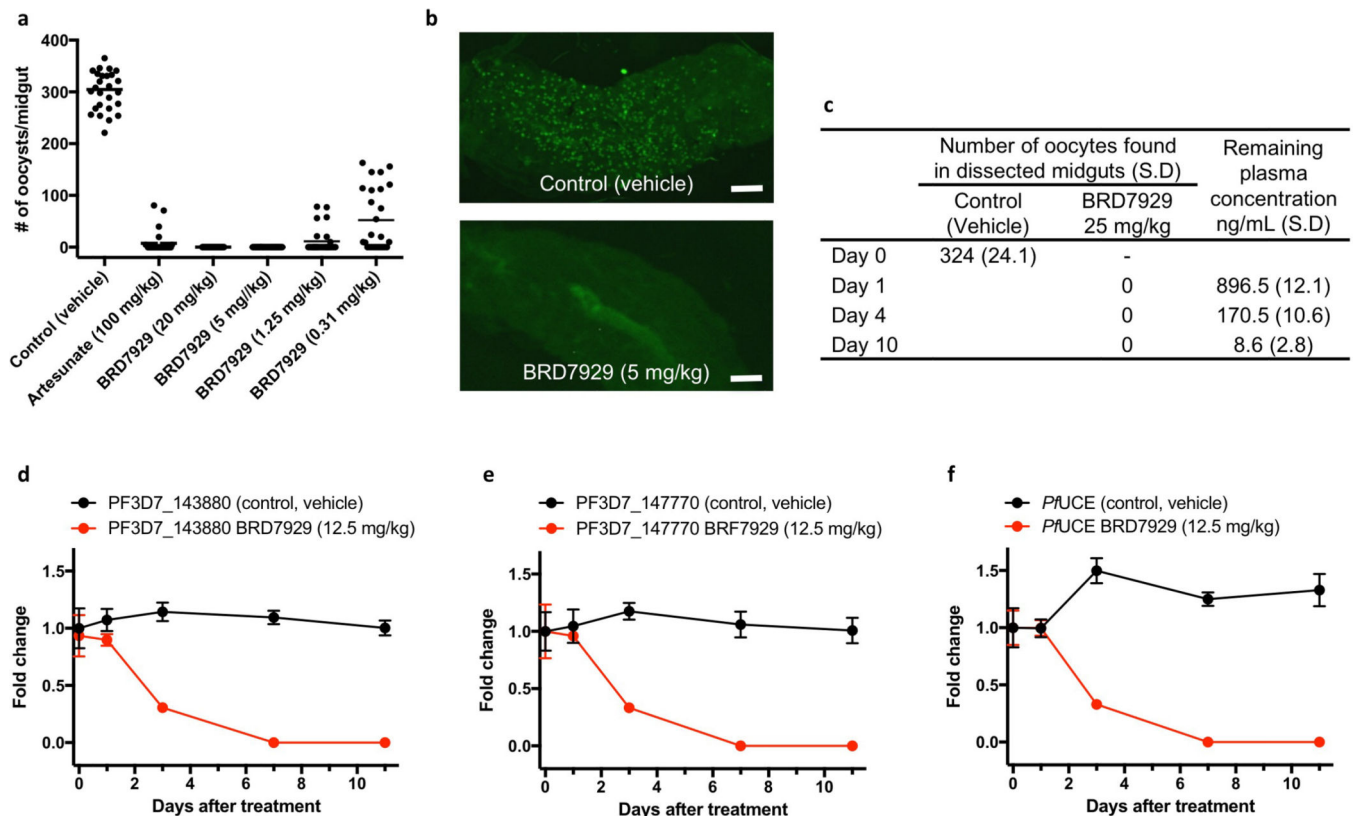 a
400
300
200
100
0
# of oocysts/midgut
Control (vehicle)
Artesunate (100 mg/kg)
BRD7929 (20 mg/kg)
BRD7929 (5 mg//kg)
BRD7929 (1.25 mg/kg)
BRD7929 (0.31 mg/kg)
b
Control (vehicle)
BRD7929 (5 mg/kg)
c
Number of oocytes found
in dissected midguts (S.D)
Control
(Vehicle)
BRD7929
25 mg/kg
Remaining
plasma
concentration
ng/mL (S.D)
Day 0 324 (24.1) -
Day 1 0 896.5 (12.1)
Day 4 0 170.5 (10.6)
Day 10 0 8.6 (2.8)
d
PF3D7_143880 (control, vehicle)
PF3D7_143880 BRD7929 (12.5 mg/kg)
1.5
1.0
0.5
0.0
Fold change
0 2 4 6 8 10
Days after treatment
e
PF3D7_147770 (control, vehicle)
PF3D7_147770 BRF7929 (12.5 mg/kg)
1.5
1.0
0.5
0.0
Fold change
0 2 4 6 8 10
Days after treatment
f
PfUCE (control, vehicle)
PfUCE BRD7929 (12.5 mg/kg)
1.5
1.0
0.5
0.0
Fold change
0 2 4 6 8 10
Days after treatment